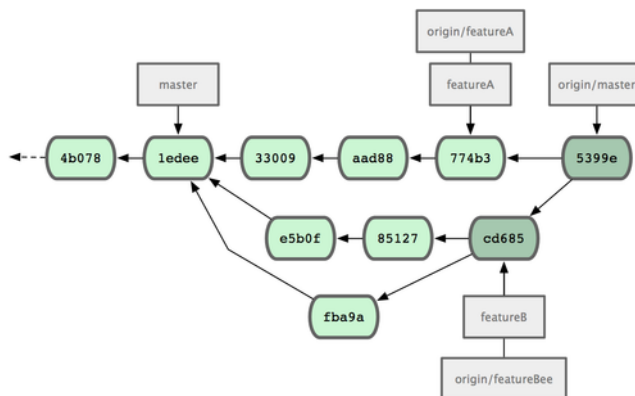 origin/featureA
master
featureA
origin/master
4b078
1edee
33009
aad88
774b3
5399e
e5b0f
85127
cd685
fba9a
featureB
origin/featureBee